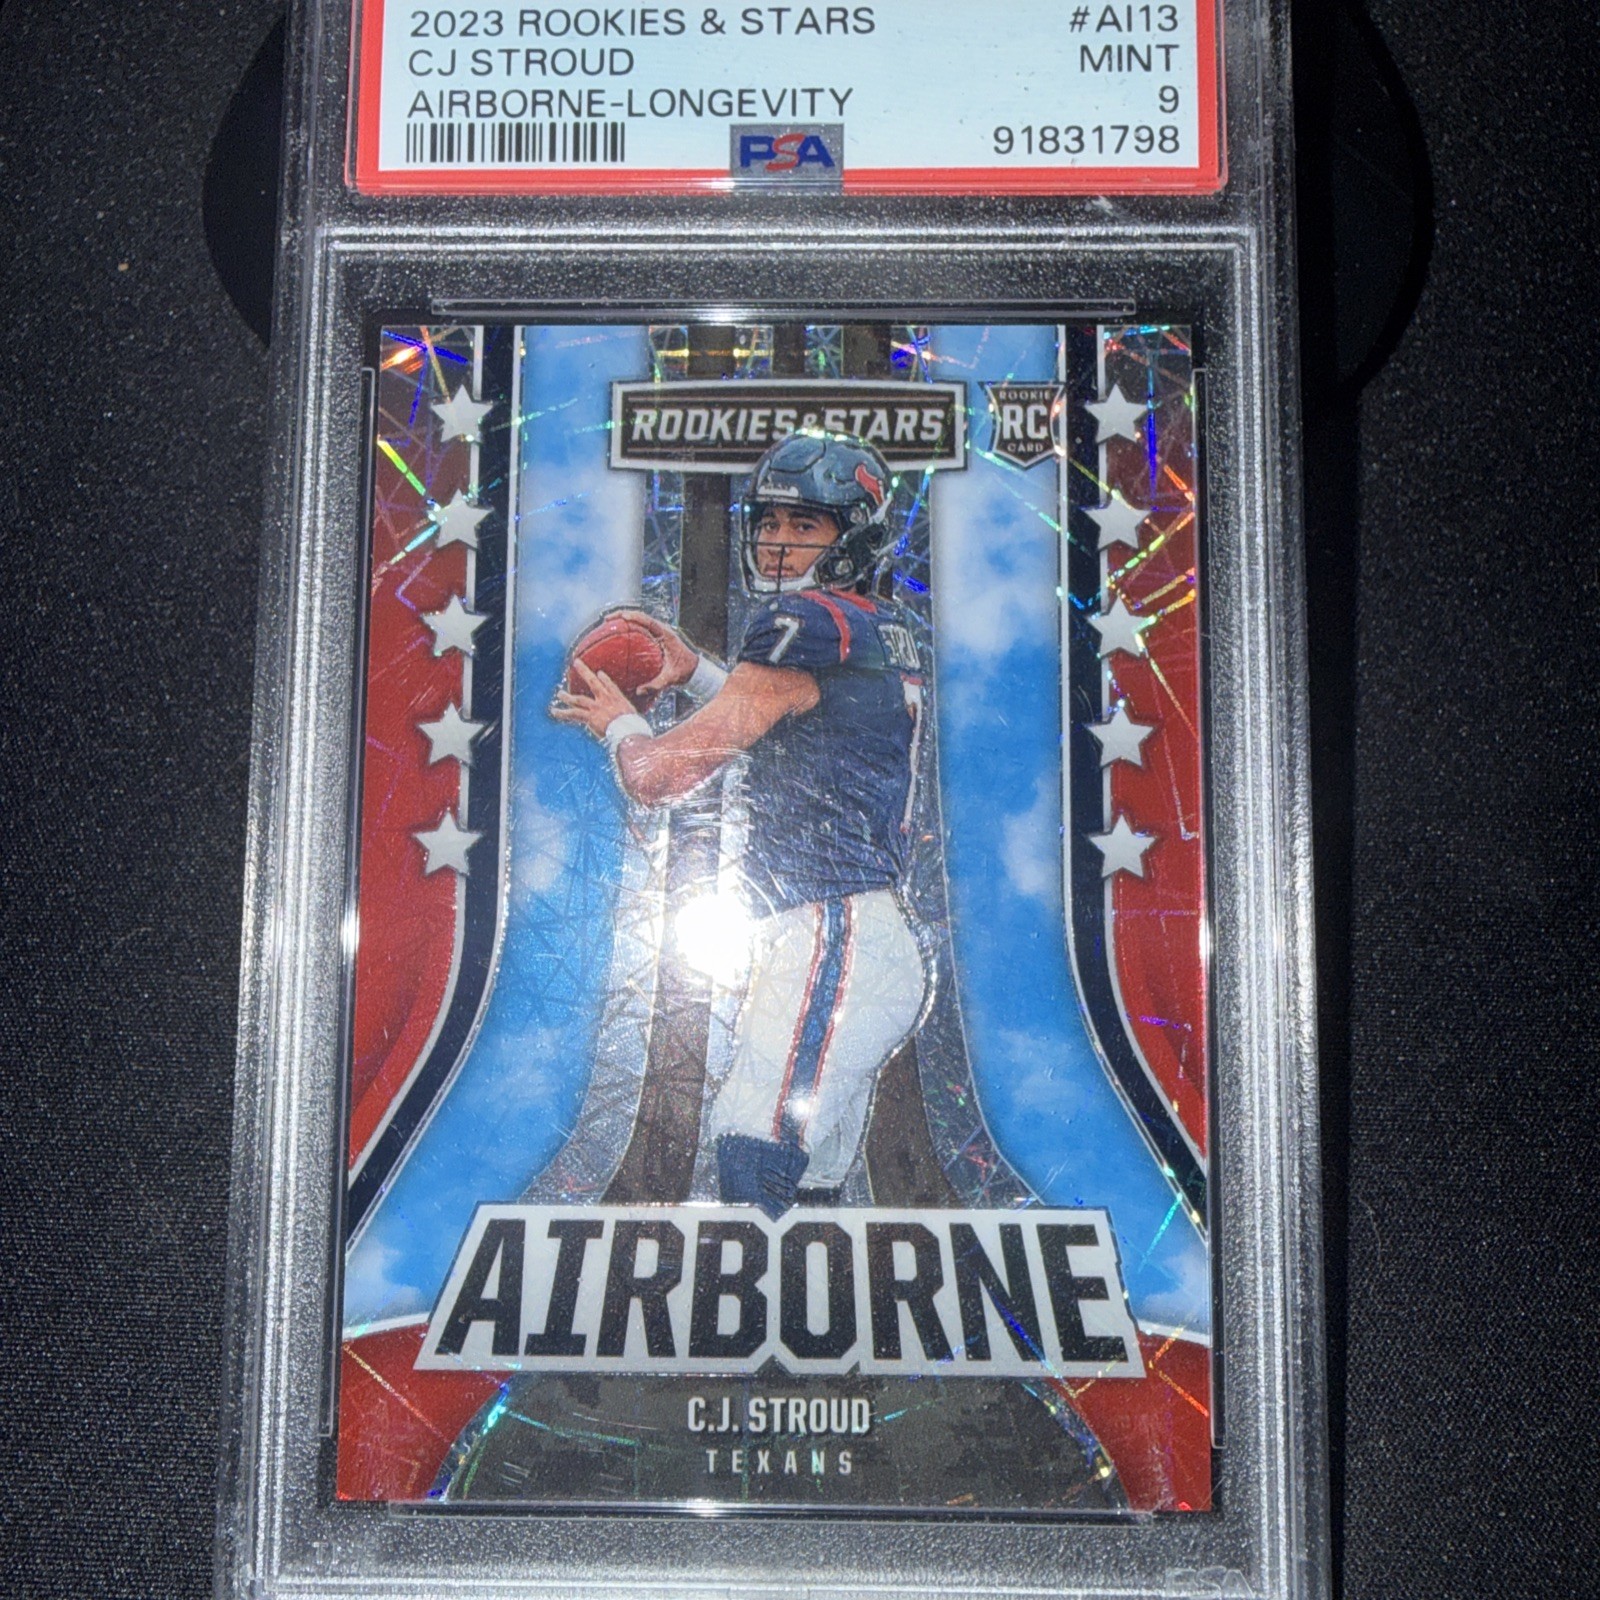 2023 ROOKIES & STARS #AI13
CJ STROUD MINT
AIRBORNE-LONGEVITY 9
PSA 91831798
ROOKIES & STARS
ROOKIE
RC
CARD
7
AIRBORNE
C.J. STROUD
TEXANS